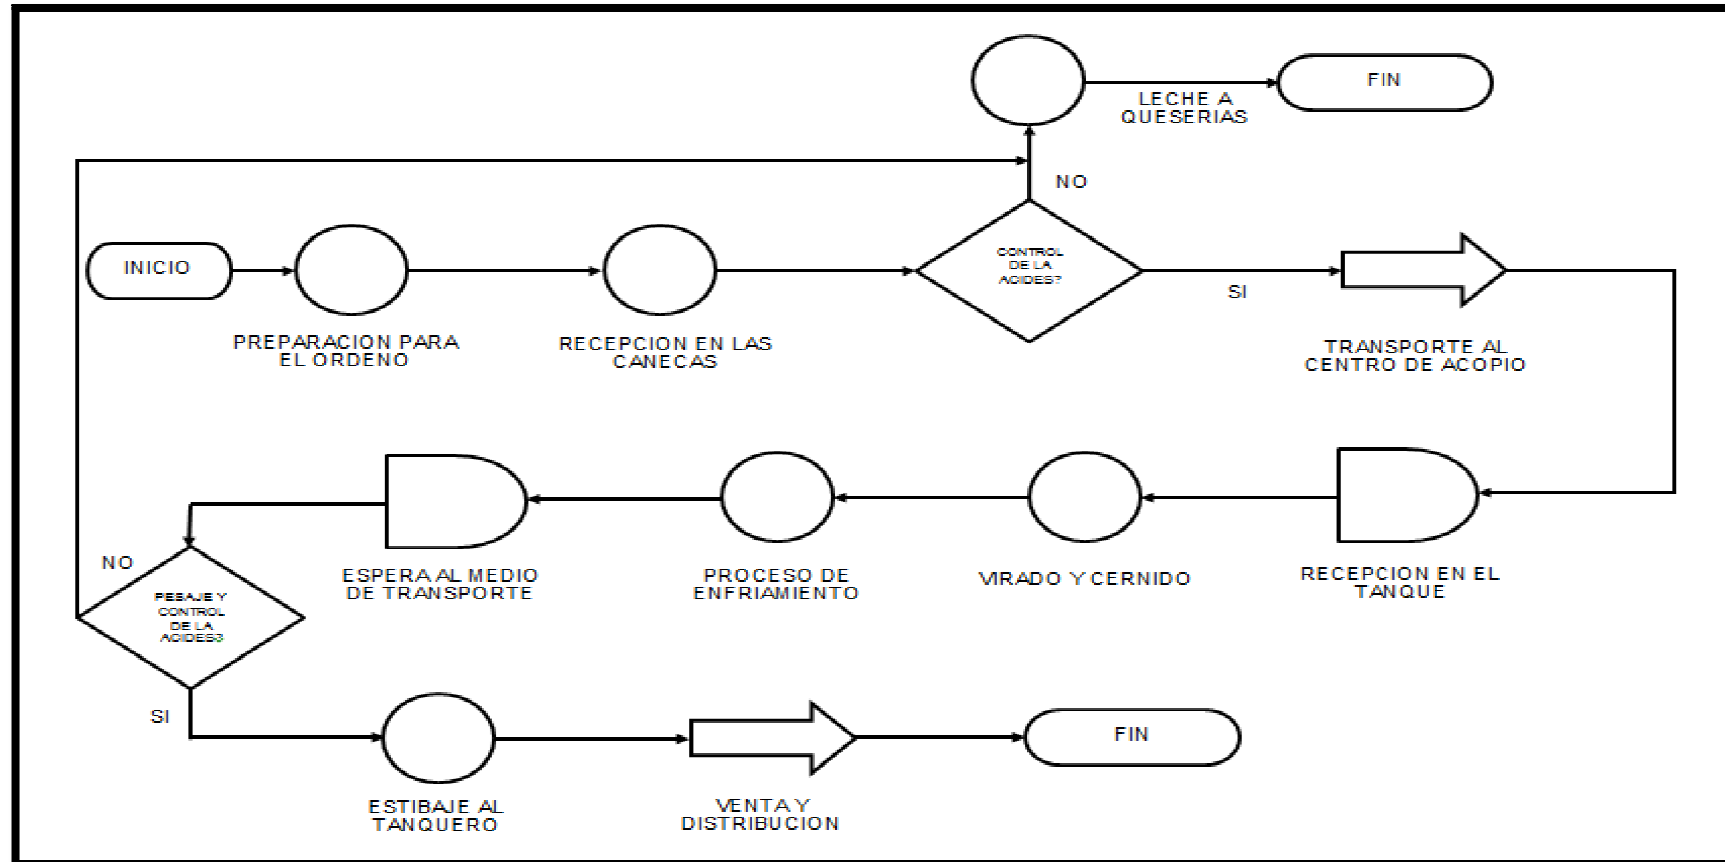 FIN
LECHE A
QUESERIAS
NO
INICIO
PREPARACION PARA
EL ORDENO
RECEPCION EN LAS
CANECAS
CONTROL
DE LA
ACIDES?
SI
TRANSPORTE AL
CENTRO DE ACOPIO
RECEPCION EN EL
TANQUE
VIRADO Y CERNIDO
PROCESO DE
ENFRIAMIENTO
ESPERA AL MEDIO
DE TRANSPORTE
NO
PESAJE Y
CONTROL
DE LA
ACIDES3
SI
ESTIBAJE AL
TANQUERO
VENTA Y
DISTRIBUCION
FIN